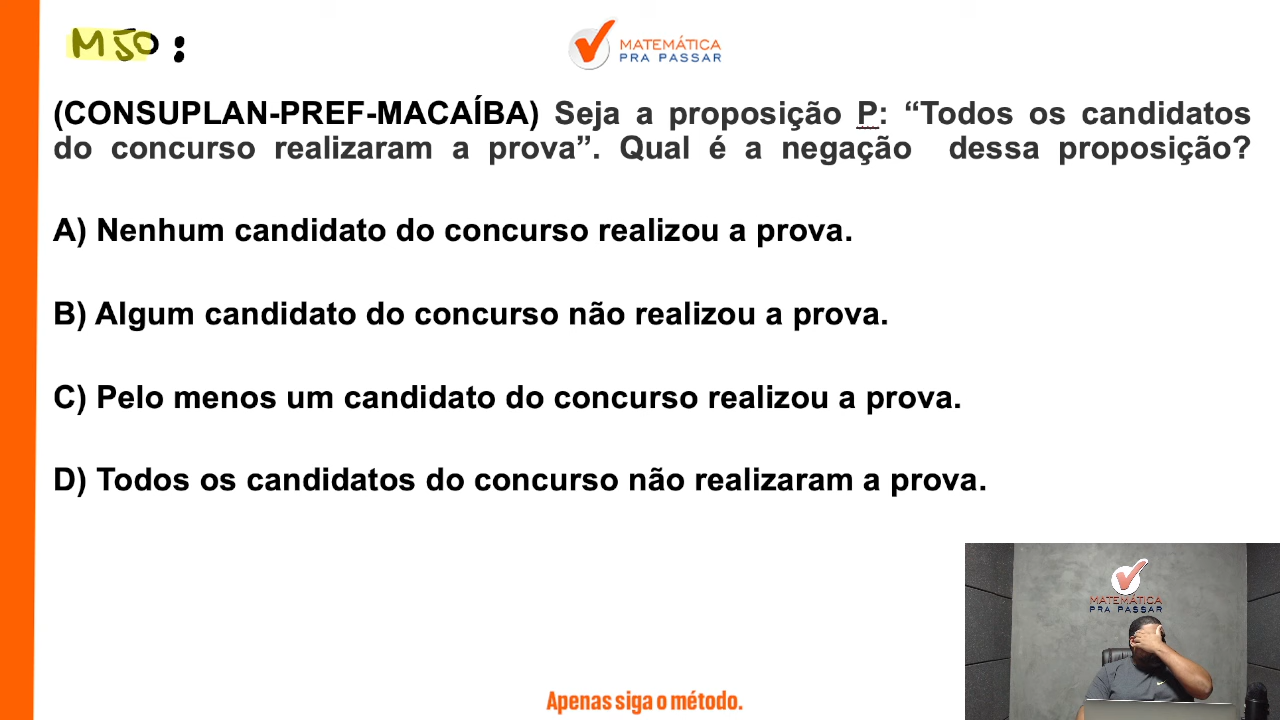 M50 :
MATEMÁTICA
PRA PASSAR
(CONSUPLAN-PREF-MACAÍBA) Seja a proposição P: “Todos os candidatos
do concurso realizaram a prova”. Qual é a negação dessa proposição?
A) Nenhum candidato do concurso realizou a prova.
B) Algum candidato do concurso não realizou a prova.
C) Pelo menos um candidato do concurso realizou a prova.
D) Todos os candidatos do concurso não realizaram a prova.
MATEMÁTICA
PRA PASSAR
Apenas siga o método.